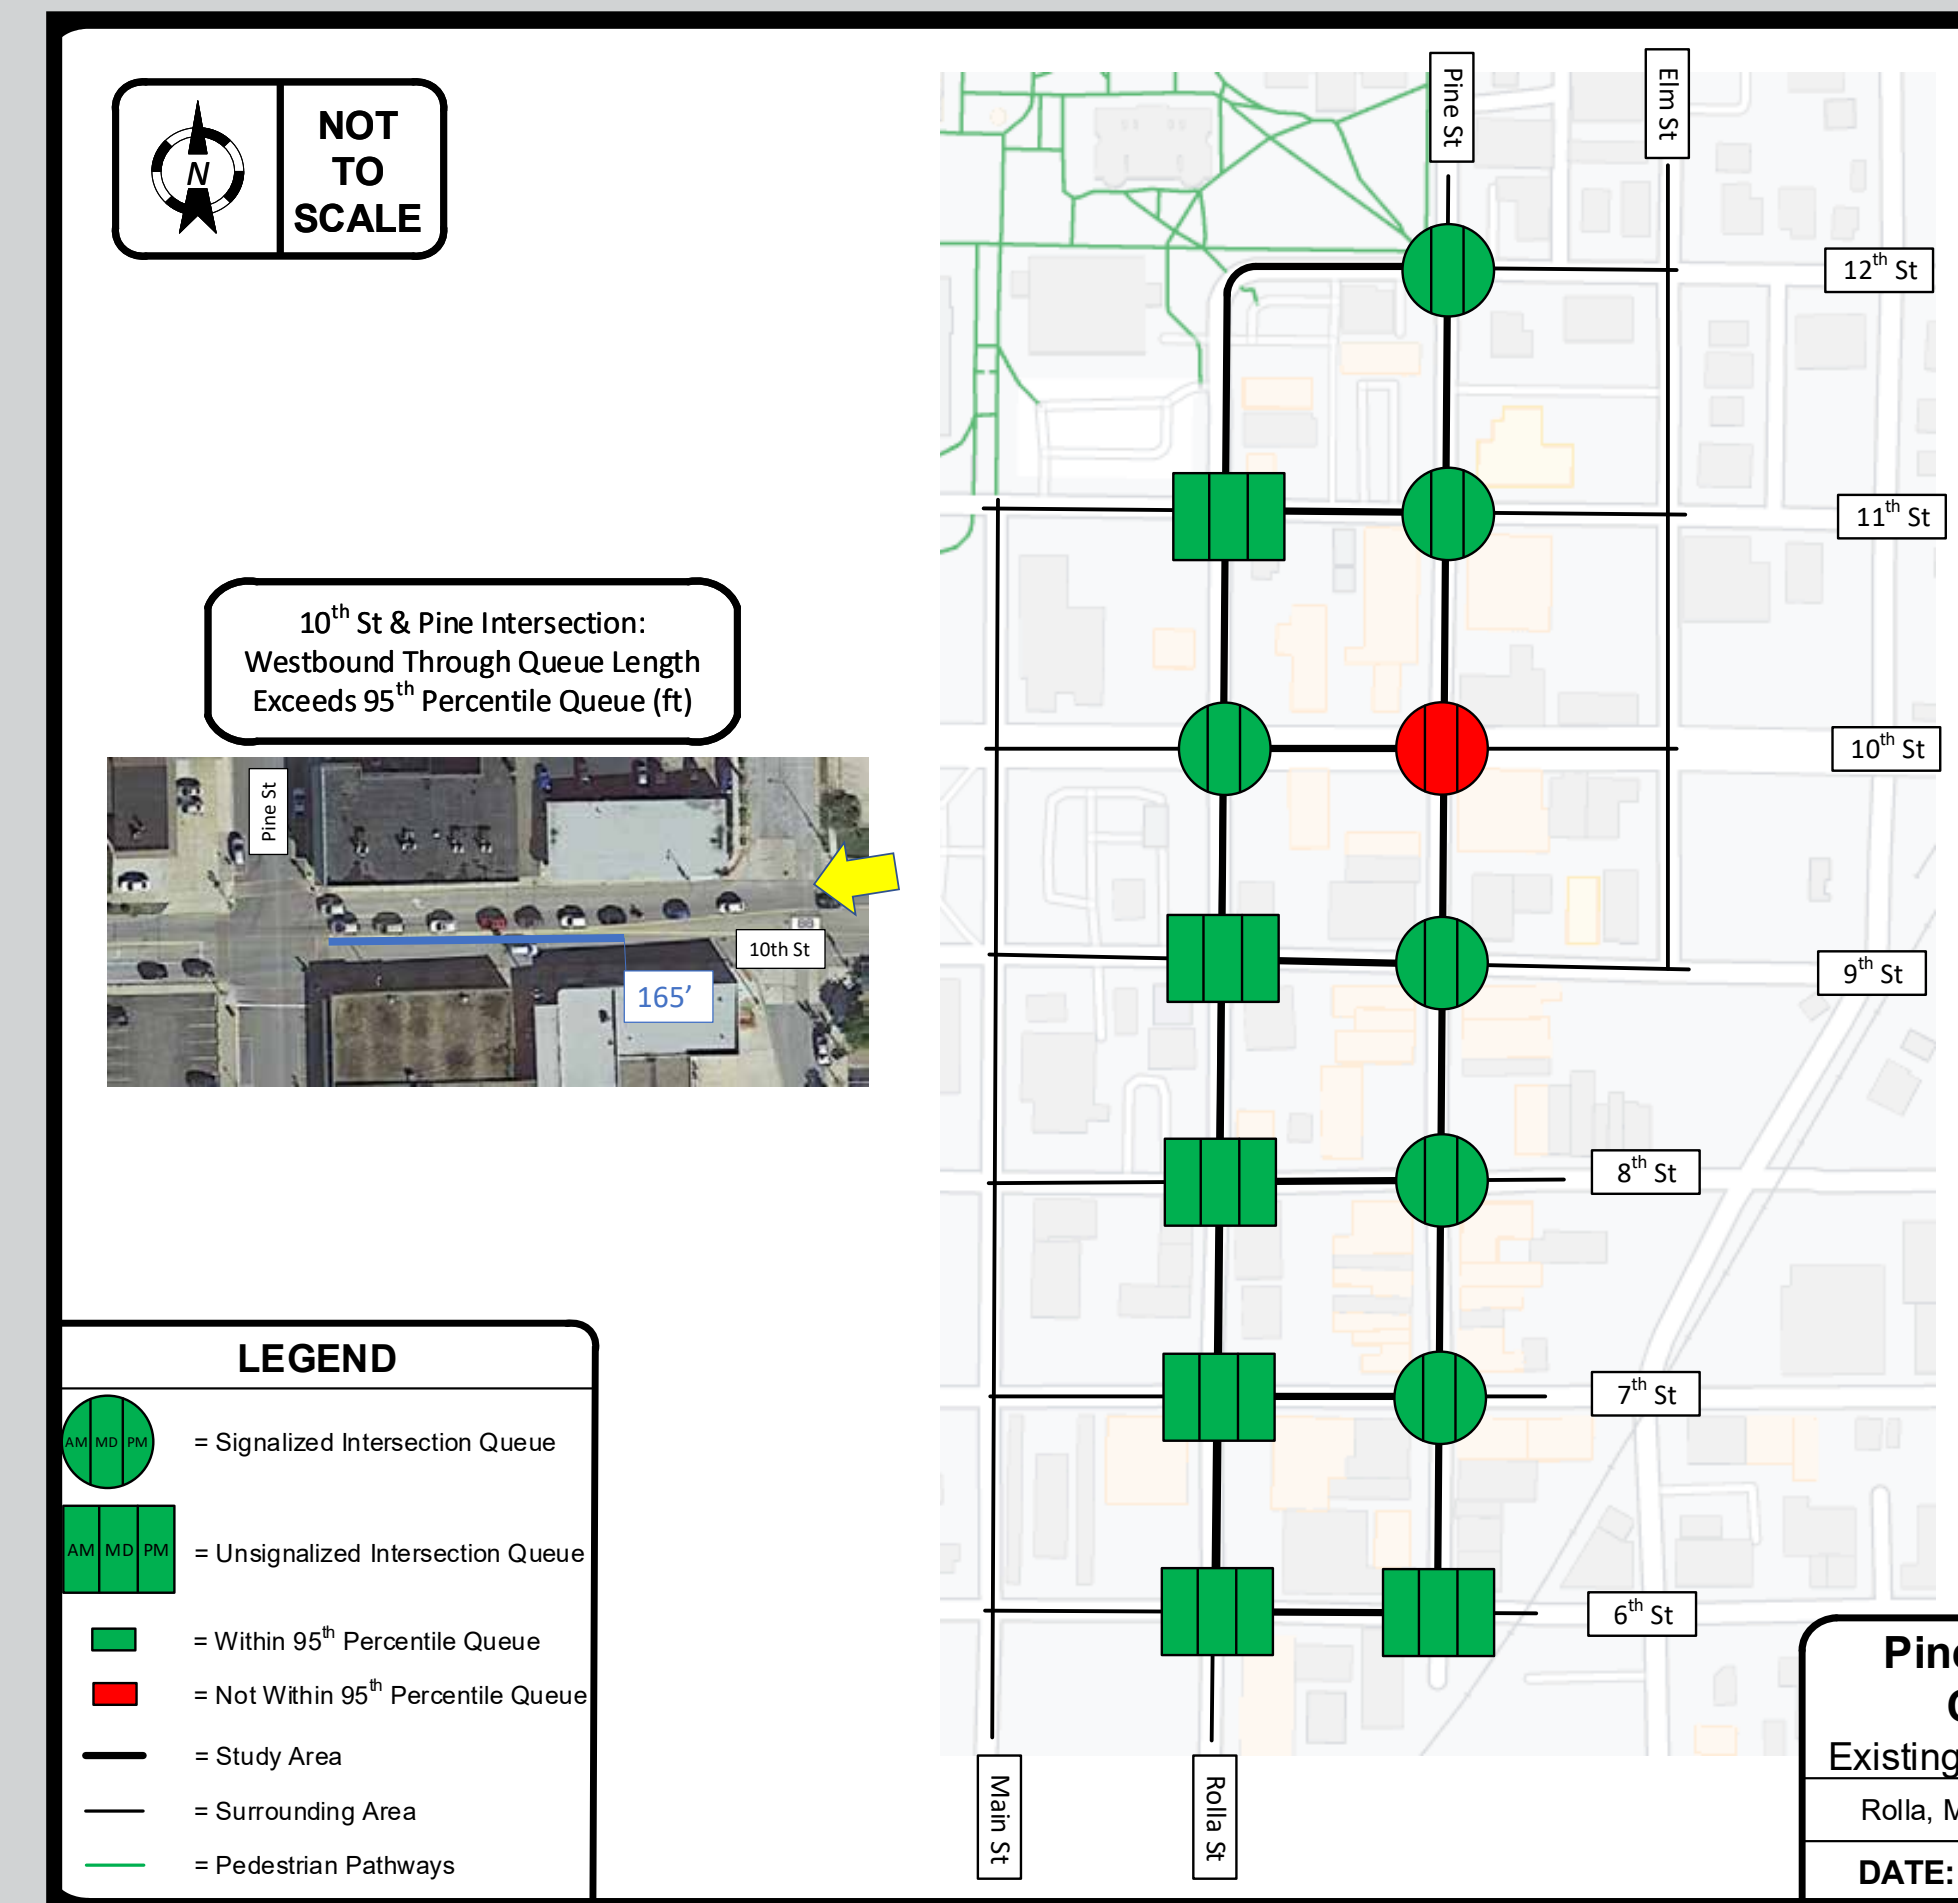 N
NOT
TO
SCALE
Pine St
Elm St
12th St
11th St
10th St & Pine Intersection:
Westbound Through Queue Length
Exceeds 95th Percentile Queue (ft)
10th St
Pine St
10th St
165’
9th St
8th St
7th St
6th St
LEGEND
AM MD PM = Signalized Intersection Queue
AM MD PM = Unsignalized Intersection Queue
= Within 95th Percentile Queue
= Not Within 95th Percentile Queue
= Study Area
= Surrounding Area
= Pedestrian Pathways
Main St
Rolla St
Existing
Rolla, M
DATE: